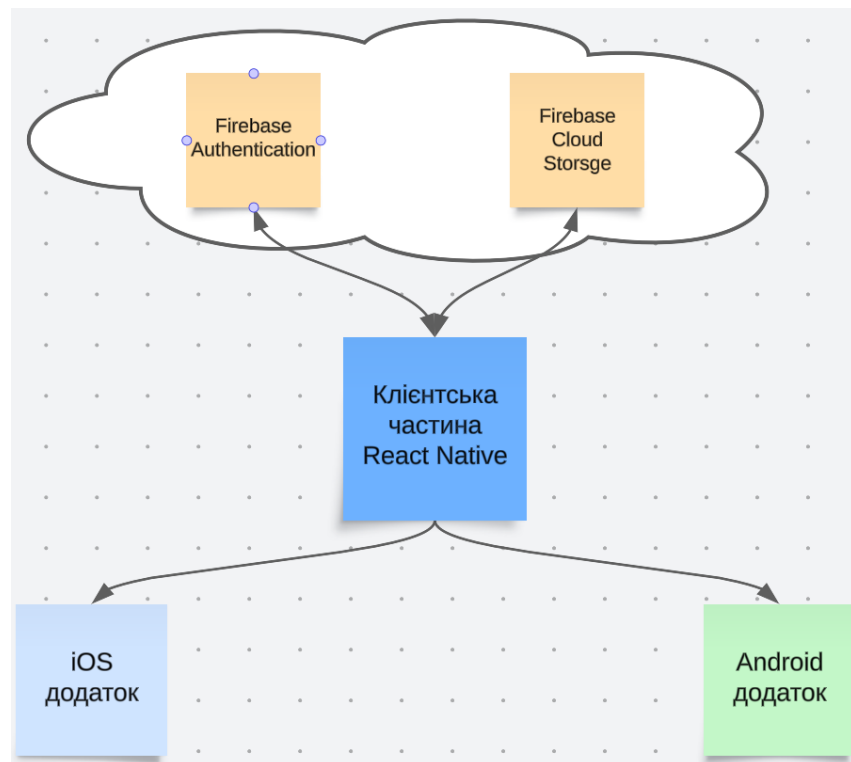 Firebase
Authentication
Firebase
Cloud
Storsge
Клієнтська
частина
React Native
iOS
додаток
Android
додаток